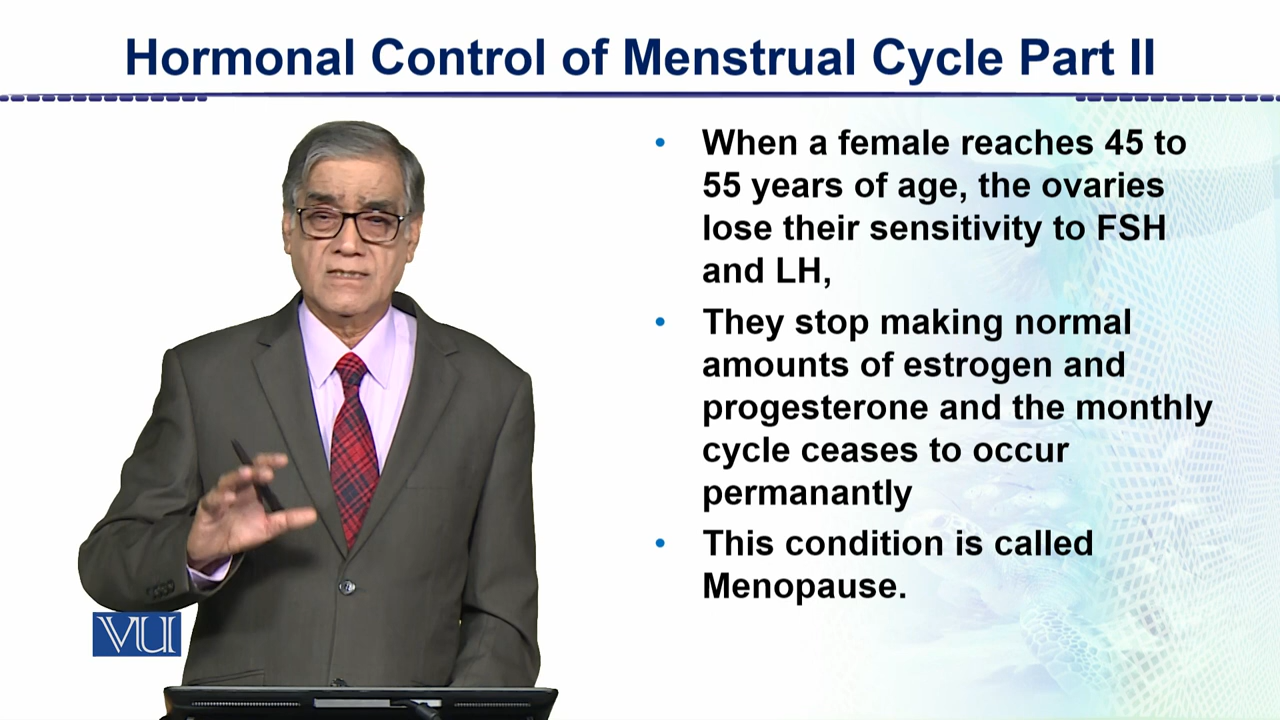 Hormonal Control of Menstrual Cycle Part II
• When a female reaches 45 to
55 years of age, the ovaries
lose their sensitivity to FSH
and LH,
• They stop making normal
amounts of estrogen and
progesterone and the monthly
cycle ceases to occur
permanantly
• This condition is called
Menopause.
VU